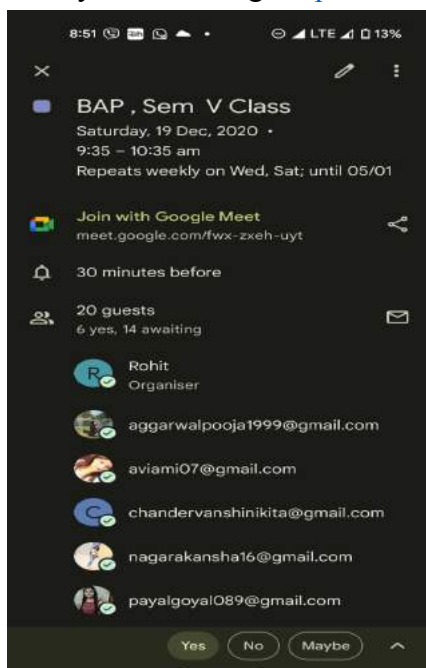 8:51 LTE 13%
BAP , Sem V Class
Saturday, 19 Dec, 2020 •
9:35 – 10:35 am
Repeats weekly on Wed, Sat; until 05/01
Join with Google Meet
meet.google.com/fwx-zxeh-uyt
30 minutes before
20 guests
6 yes, 14 awaiting
R
Rohit
Organiser
aggarwalpooja1999@gmail.com
aviami07@gmail.com
C
chandervanshinikita@gmail.com
nagarakansha16@gmail.com
payalgoyal089@gmail.com
Yes No Maybe